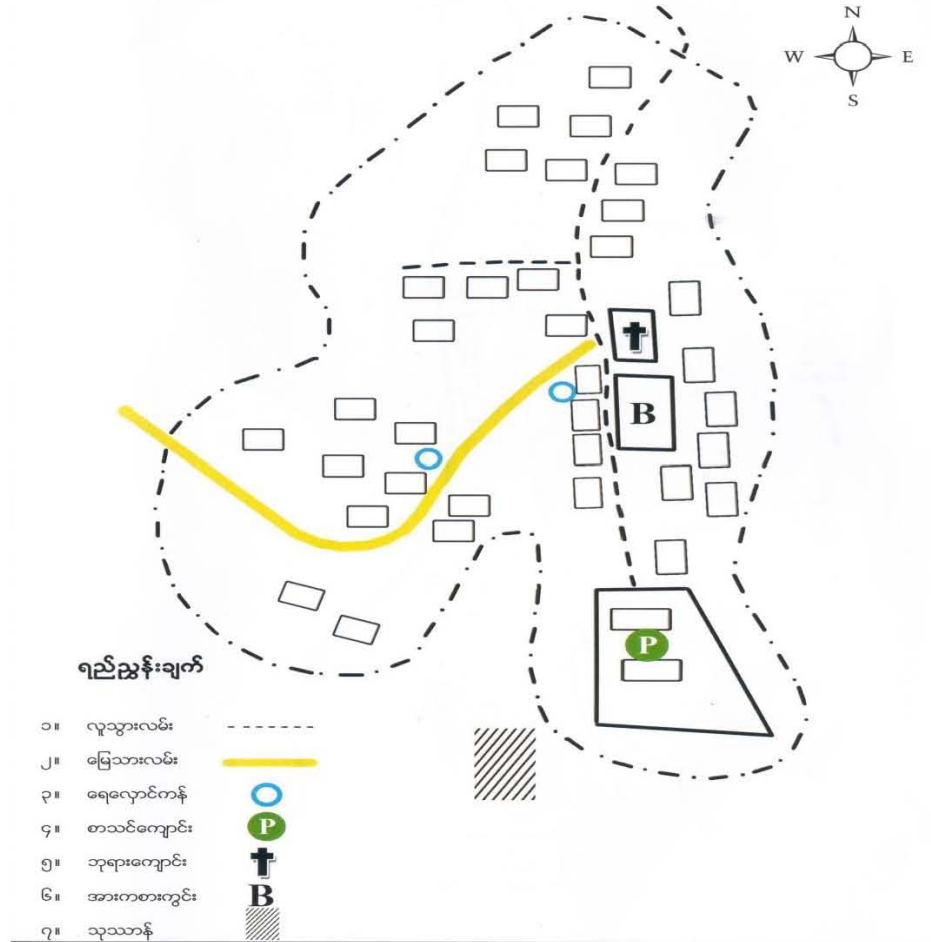 N
W E
S
B
P
ရည်ညွှန်းချက်
၁။ လူသွားလမ်း
၂။ မြေသားလမ်း
၃။ ရေလှောင်ကန်
၄။ စာသင်ကျောင်း P
၅။ ဘုရားကျောင်း
၆။ အားကစားကွင်း B
၇။ သုဿာန်